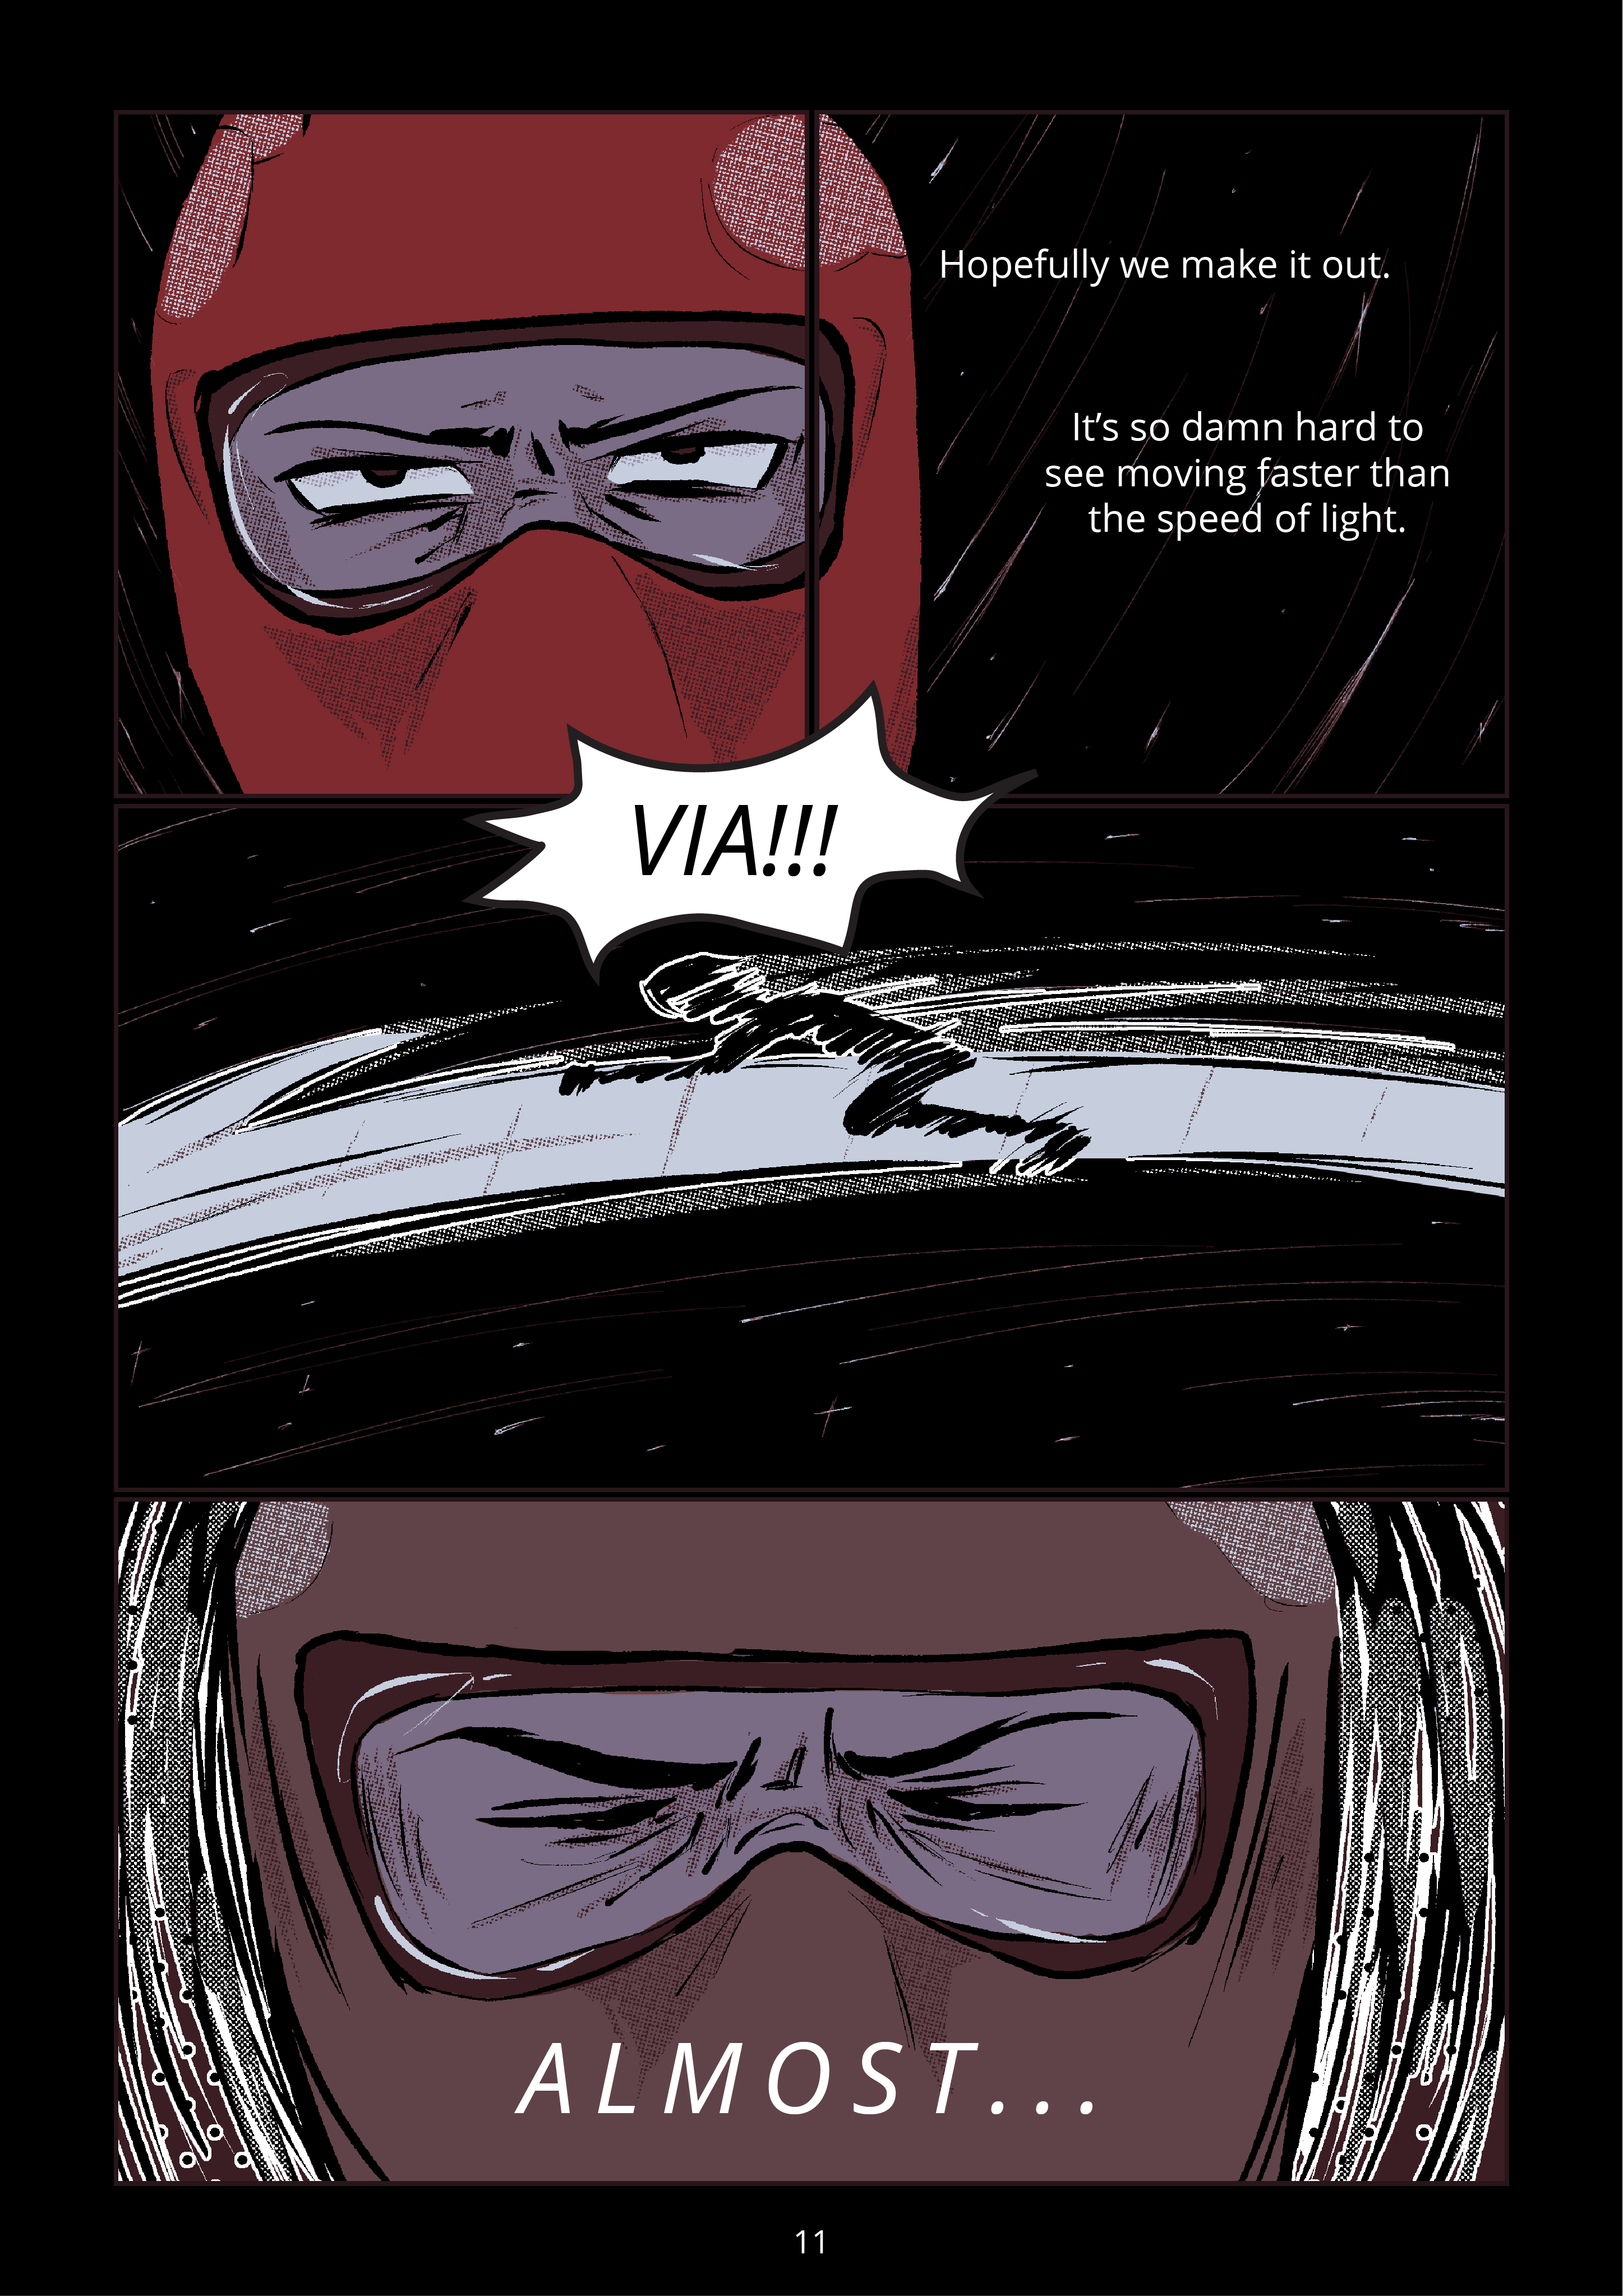 Hopefully we make it out.
It’s so damn hard to
see moving faster than
the speed of light.
VIA!!!
ALMOST...
11